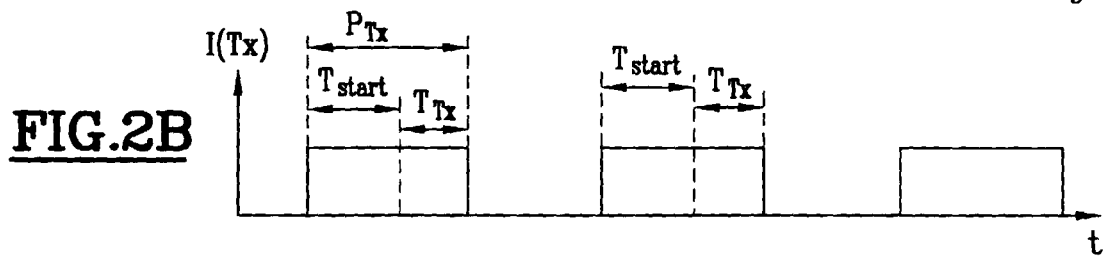 I(Tx)
P_Tx
T_start
T_Tx
T_start
T_Tx
FIG.2B
t